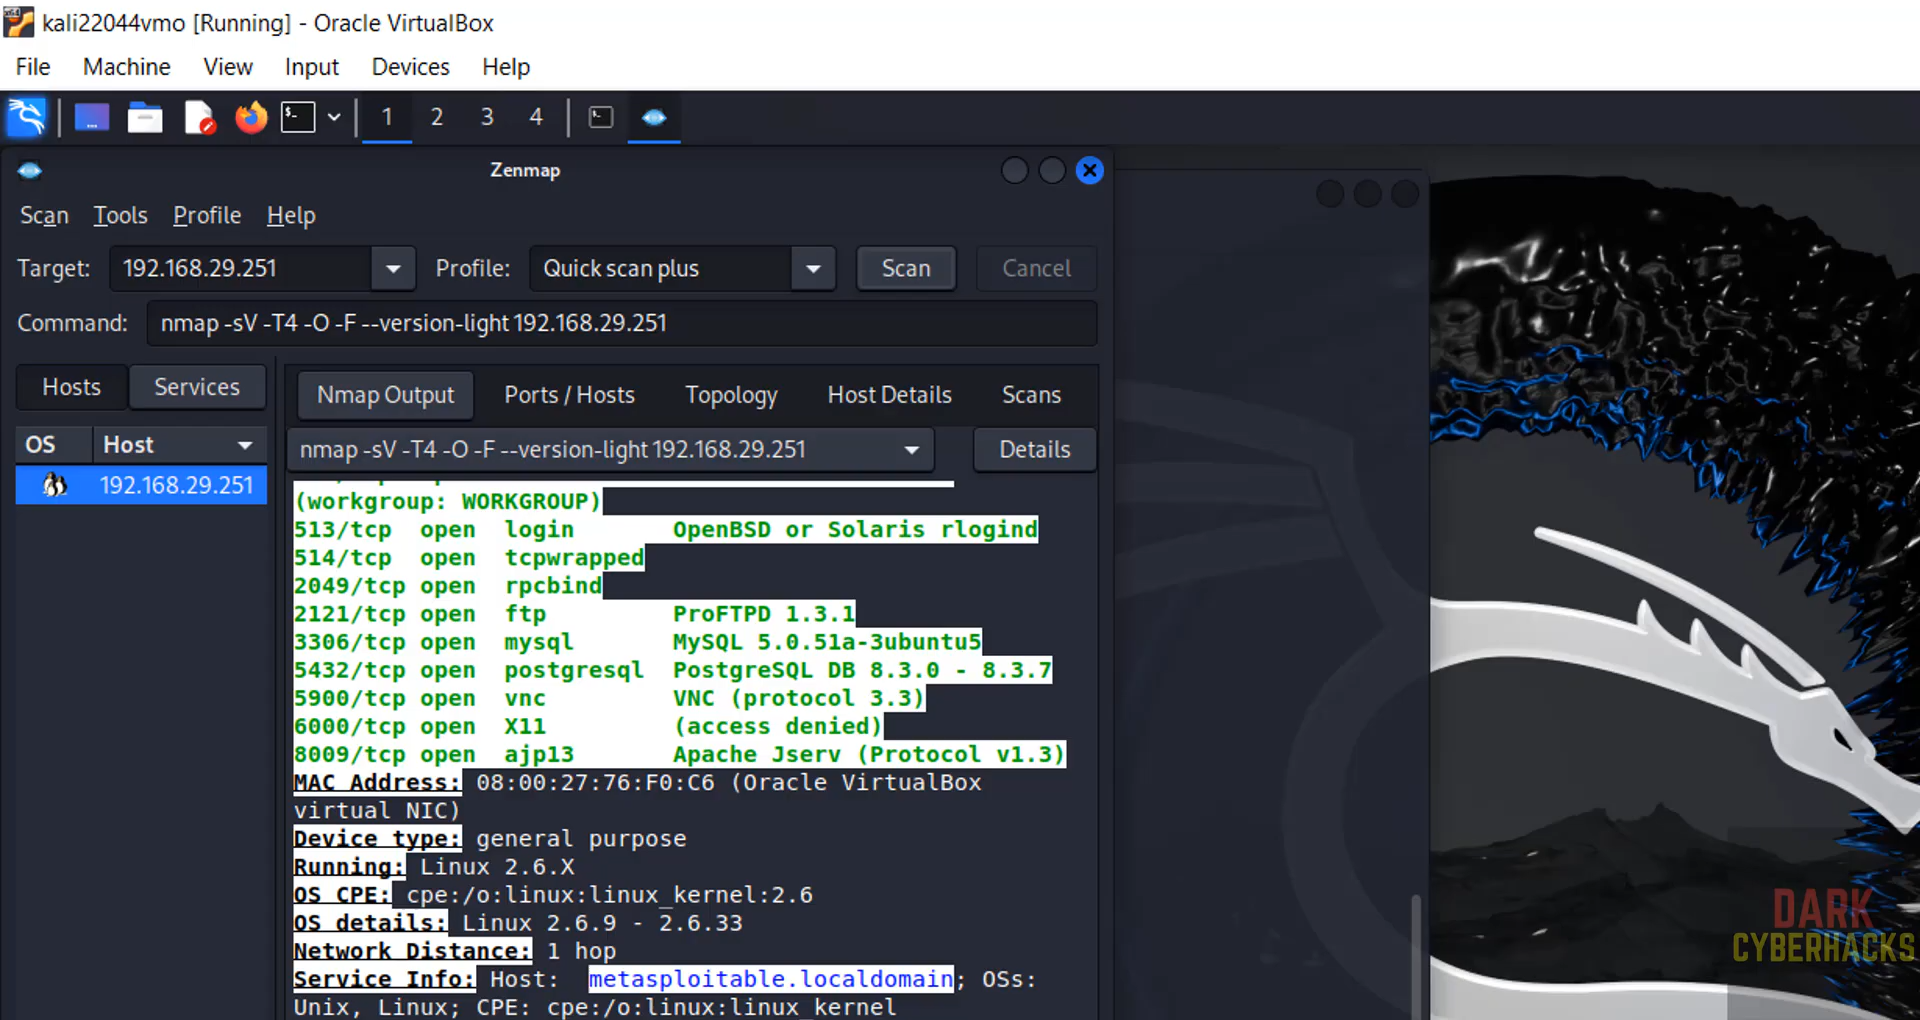 kali22044vmo [Running] - Oracle VirtualBox
File Machine View Input Devices Help
1 2 3 4
Zenmap
Scan Tools Profile Help
Target: 192.168.29.251 Profile: Quick scan plus Scan Cancel
Command: nmap -sV -T4 -O -F --version-light 192.168.29.251
Hosts Services Nmap Output Ports / Hosts Topology Host Details Scans
OS Host nmap -sV -T4 -O -F --version-light 192.168.29.251 Details
192.168.29.251
(workgroup: WORKGROUP)
513/tcp open login OpenBSD or Solaris rlogind
514/tcp open tcpwrapped
2049/tcp open rpcbind
2121/tcp open ftp ProFTPD 1.3.1
3306/tcp open mysql MySQL 5.0.51a-3ubuntu5
5432/tcp open postgresql PostgreSQL DB 8.3.0 - 8.3.7
5900/tcp open vnc VNC (protocol 3.3)
6000/tcp open X11 (access denied)
8009/tcp open ajp13 Apache Jserv (Protocol v1.3)
MAC Address: 08:00:27:76:F0:C6 (Oracle VirtualBox
virtual NIC)
Device type: general purpose
Running: Linux 2.6.X
OS CPE: cpe:/o:linux:linux_kernel:2.6
OS details: Linux 2.6.9 - 2.6.33
Network Distance: 1 hop
Service Info: Host: metasploitable.localdomain; OSs:
Unix, Linux; CPE: cpe:/o:linux:linux_kernel
DARK
CYBERHACKS